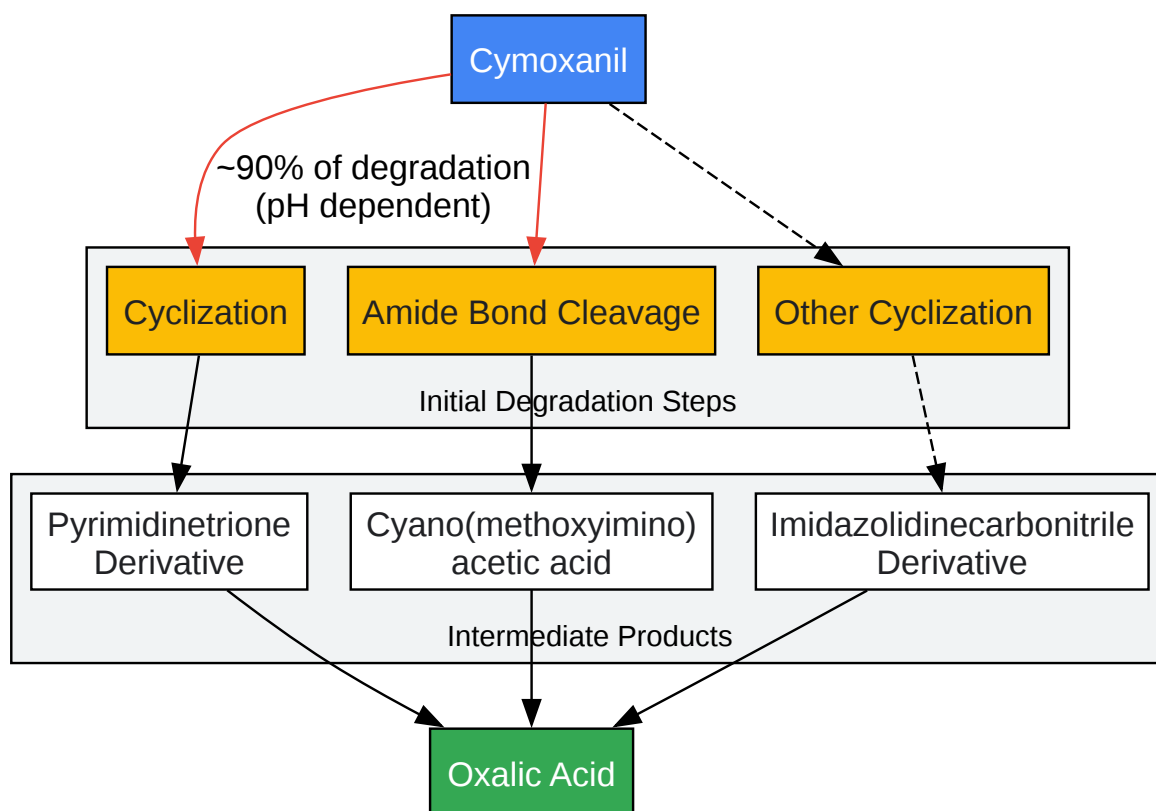 Cymoxanil
~90% of degradation
(pH dependent)
Cyclization
Amide Bond Cleavage
Other Cyclization
Initial Degradation Steps
Pyrimidinetrione
Derivative
Cyano(methoxyimino)
acetic acid
Imidazolidinecarbonitrile
Derivative
Intermediate Products
Oxalic Acid